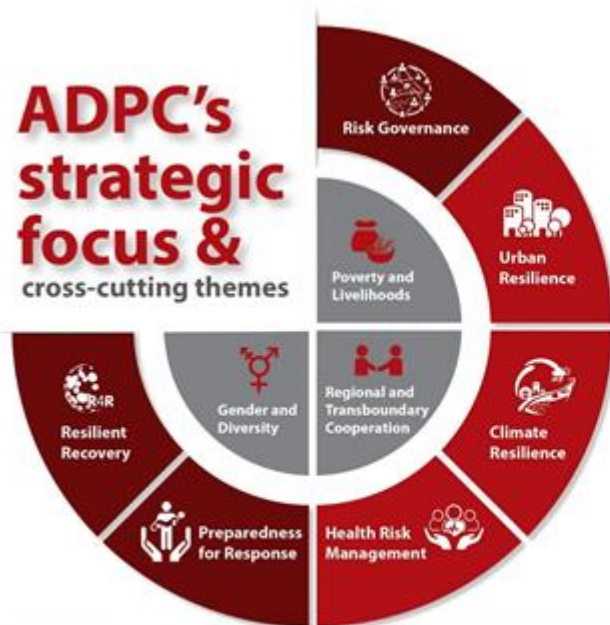 ADPC's
strategic
focus &
cross-cutting themes
Risk Governance
Urban
Resilience
Climate
Resilience
Health Risk
Management
Preparedness
for Response
R4R
Resilient
Recovery
Poverty and
Livelihoods
Regional and
Transboundary
Cooperation
Gender and
Diversity